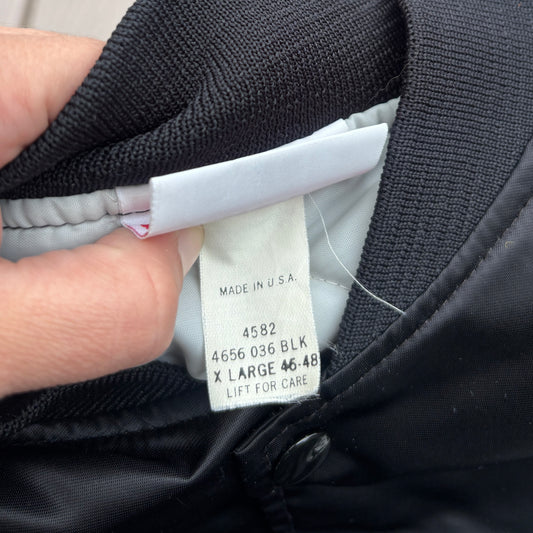 MADE IN U.S.A.
4582
4656 036 BLK
X LARGE 46-48
LIFT FOR CARE